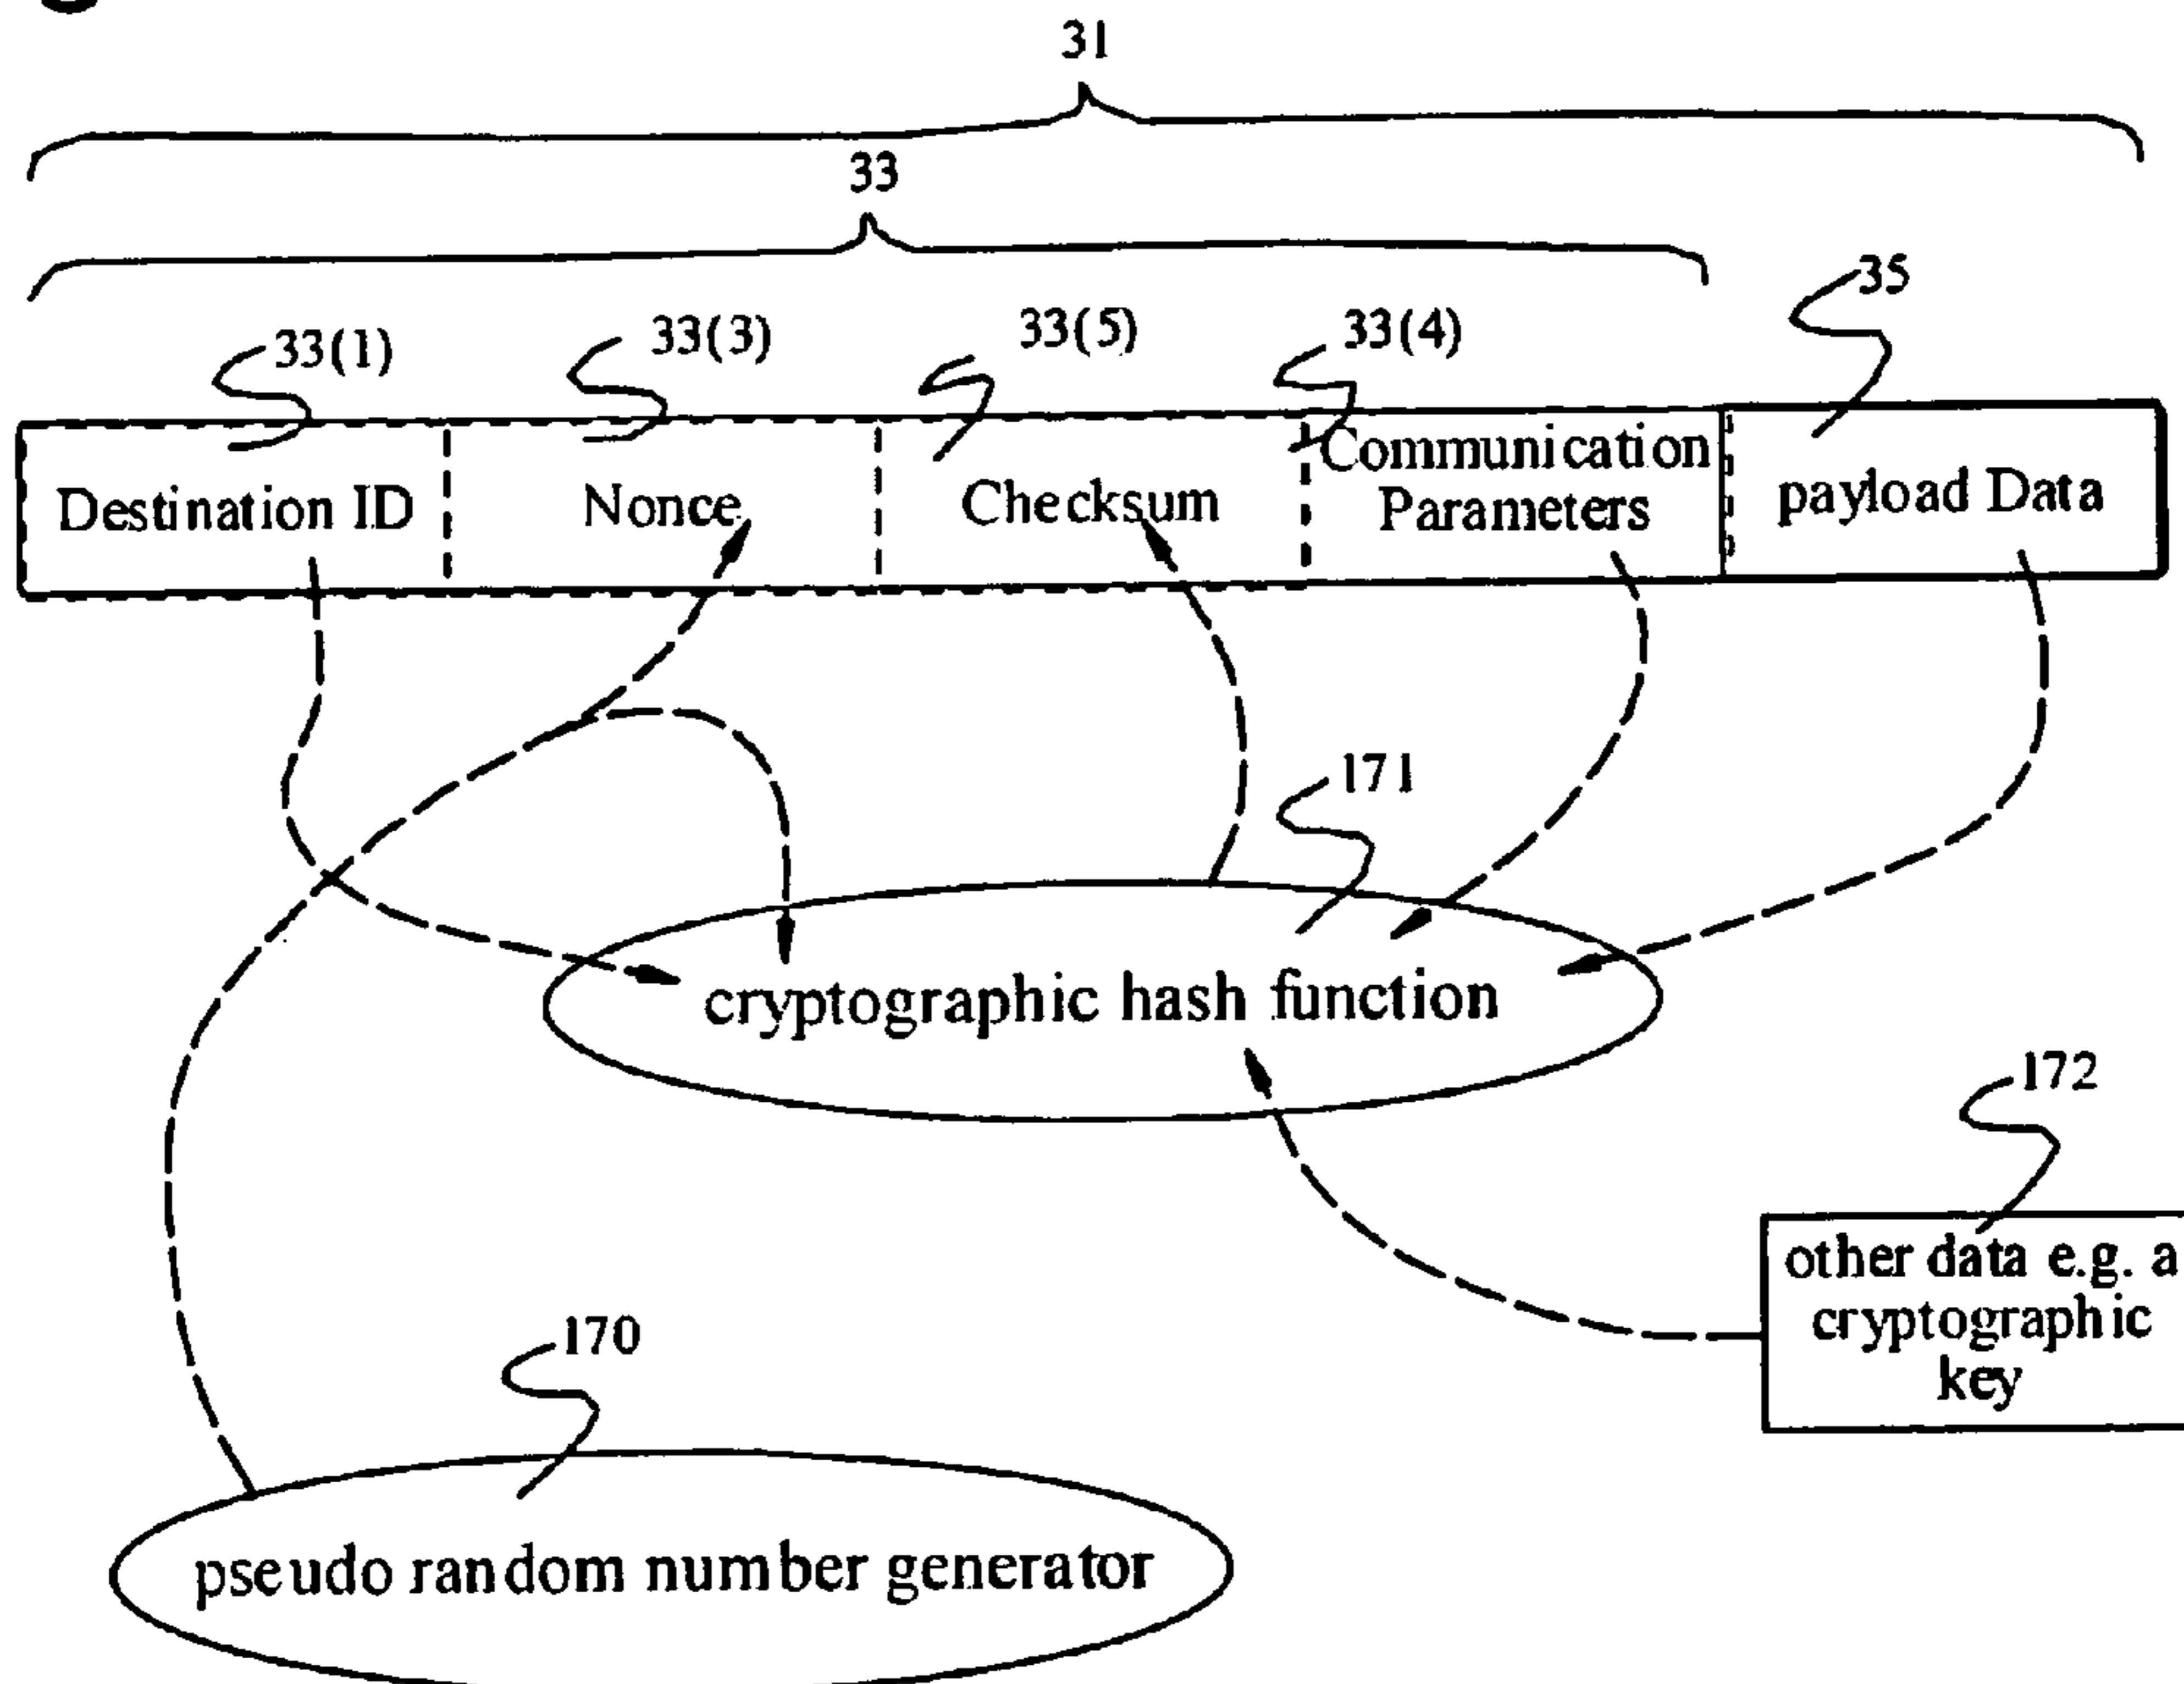 31
33
35
33(1)
33(3)
33(5)
33(4)
Destination ID
Nonce
Checksum
Communication
Parameters
payload Data
171
cryptographic hash function
172
other data e.g. a
cryptographic
key
170
pseudo random number generator